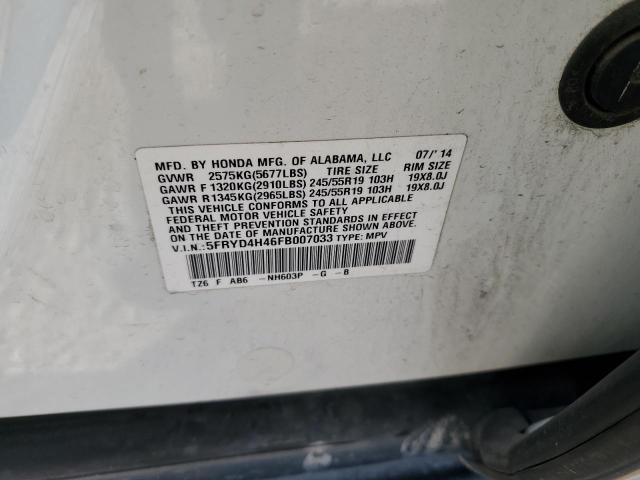 MFD. BY HONDA MFG. OF ALABAMA, LLC 07/'14
GVWR 2575KG(5677LBS) TIRE SIZE RIM SIZE
GAWR F 1320KG(2910LBS) 245/55R19 103H 19X8.0J
GAWR R 1345KG(2965LBS) 245/55R19 103H 19X8.0J
THIS VEHICLE CONFORMS TO ALL APPLICABLE
FEDERAL MOTOR VEHICLE SAFETY
AND THEFT PREVENTION STANDARDS IN EFFECT
ON THE DATE OF MANUFACTURE SHOWN ABOVE.
V.I.N.: 5FRYD4H46FB007033 TYPE: MPV
TZ6 F AB6 -NH603P -G -B